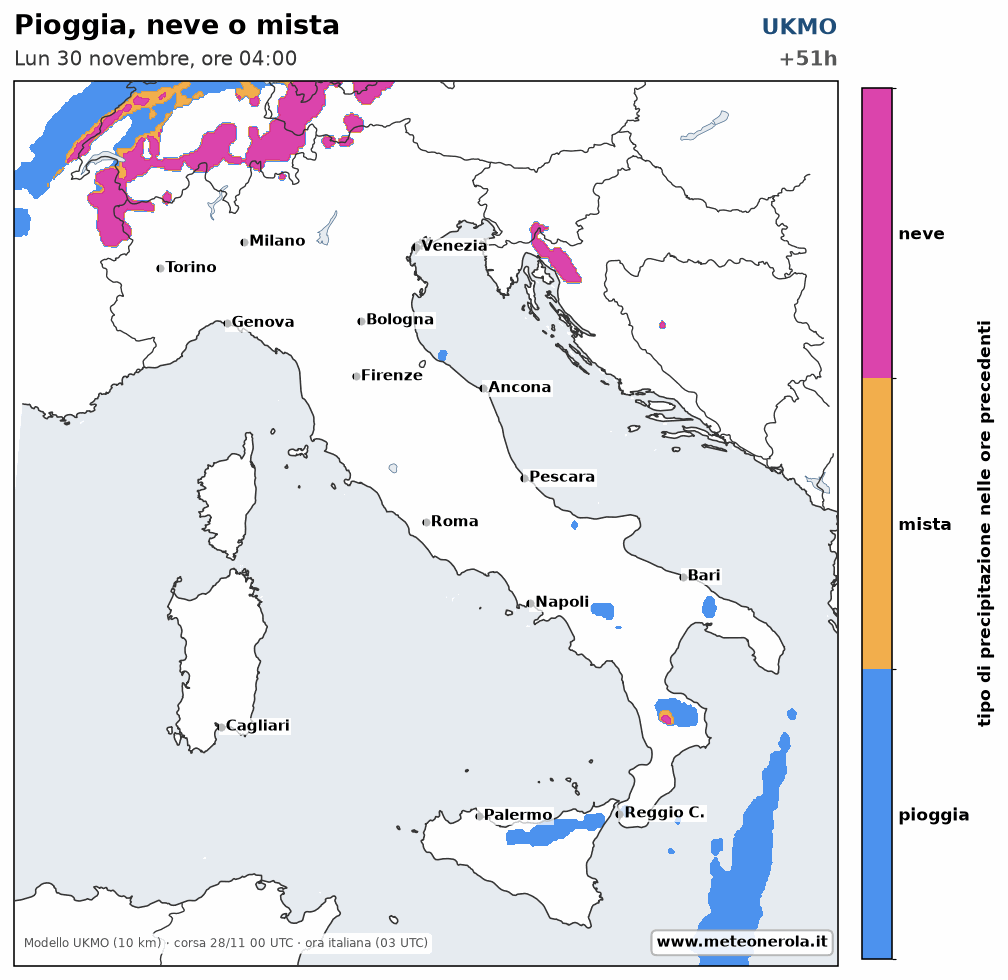 Pioggia, neve o mista
UKMO
Lun 30 novembre, ore 04:00
+51h
neve
Milano
Venezia
Torino
Genova
Bologna
Firenze
Ancona
Pescara
Roma
mista
Bari
Napoli
Cagliari
Palermo
Reggio C.
pioggia
tipo di precipitazione nelle ore precedenti
Modello UKMO (10 km) · corsa 28/11 00 UTC · ora italiana (03 UTC)
www.meteonerola.it